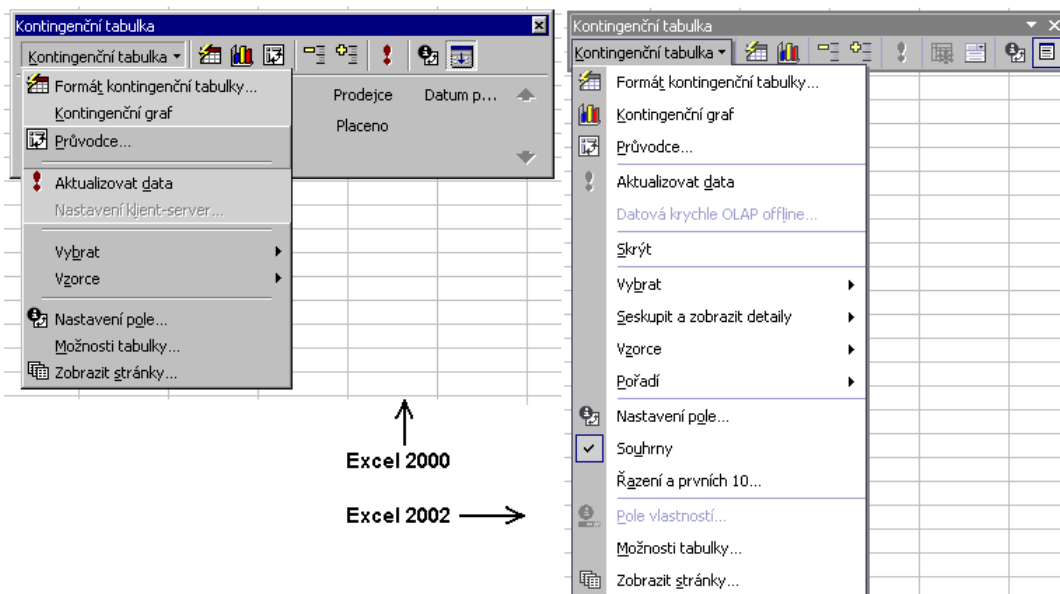 Kontingenční tabulka
Kontingenční tabulka
Formát kontingenční tabulky...
Kontingenční graf
Průvodce...
Aktualizovat data
Nastavení klient-server...
Vybrat
Vzorce
Nastavení pole...
Možnosti tabulky...
Zobrazit stránky...
Prodejce Datum p...
Placeno
Excel 2000
Excel 2002
Kontingenční tabulka
Kontingenční tabulka
Formát kontingenční tabulky...
Kontingenční graf
Průvodce...
Aktualizovat data
Datová krychle OLAP offline...
Skrýt
Vybrat
Seskupit a zobrazit detaily
Vzorce
Pořadí
Nastavení pole...
Souhrny
Řazení a prvních 10...
Pole vlastností...
Možnosti tabulky...
Zobrazit stránky...